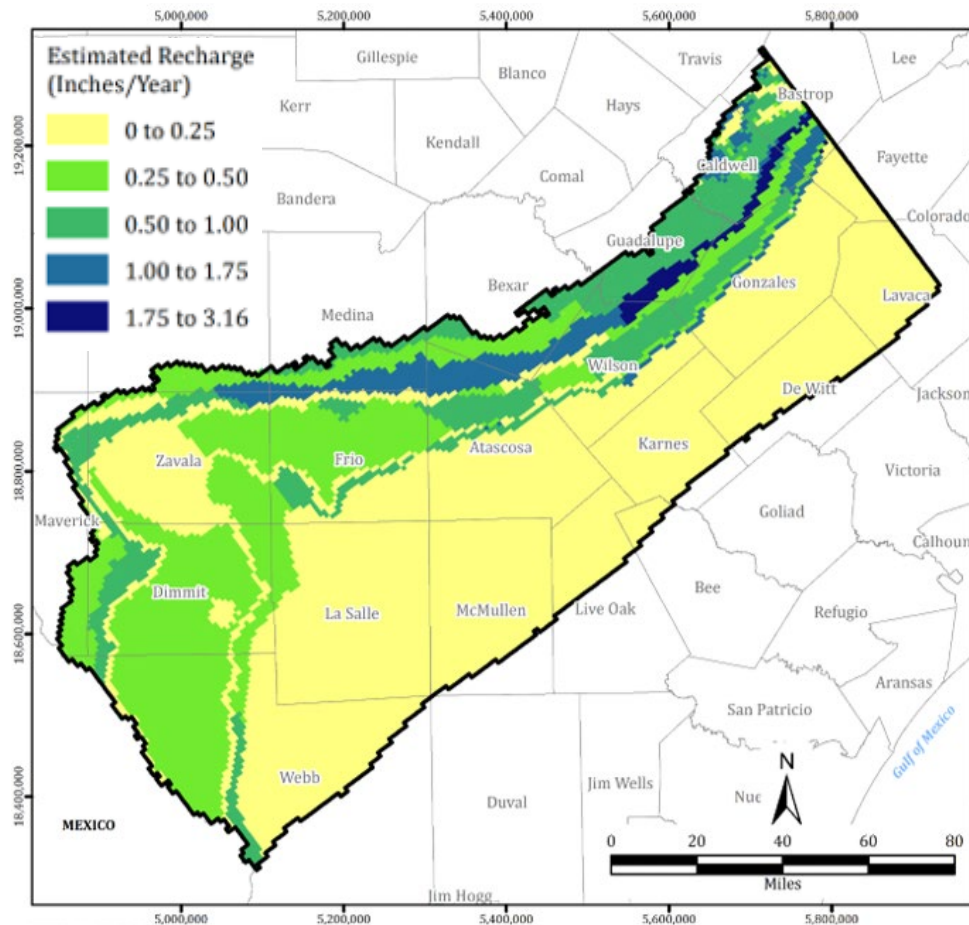 5,000,000
5,200,000
5,400,000
5,600,000
5,800,000
Estimated Recharge
(Inches/Year)
0 to 0.25
0.25 to 0.50
0.50 to 1.00
1.00 to 1.75
1.75 to 3.16
Gillespie
Blanco
Travis
Lee
Bastrop
Kerr
Hays
Kendall
Caldwell
Fayette
Comal
Bandera
Colorado
Guadalupe
Bexar
Gonzales
Lavaca
Medina
Wilson
De Witt
Jackson
Zavala
Frio
Atascosa
Karnes
Victoria
Maverick
Goliad
Calhoun
Dimmit
La Salle
McMullen
Live Oak
Bee
Refugio
Aransas
San Patricio
Gulf of Mexico
Webb
Duval
Jim Wells
Nue
N
MEXICO
0 20 40 60 80
Miles
Jim Hogg
19,200,000
19,000,000
18,800,000
18,600,000
18,400,000
5,000,000
5,200,000
5,400,000
5,600,000
5,800,000